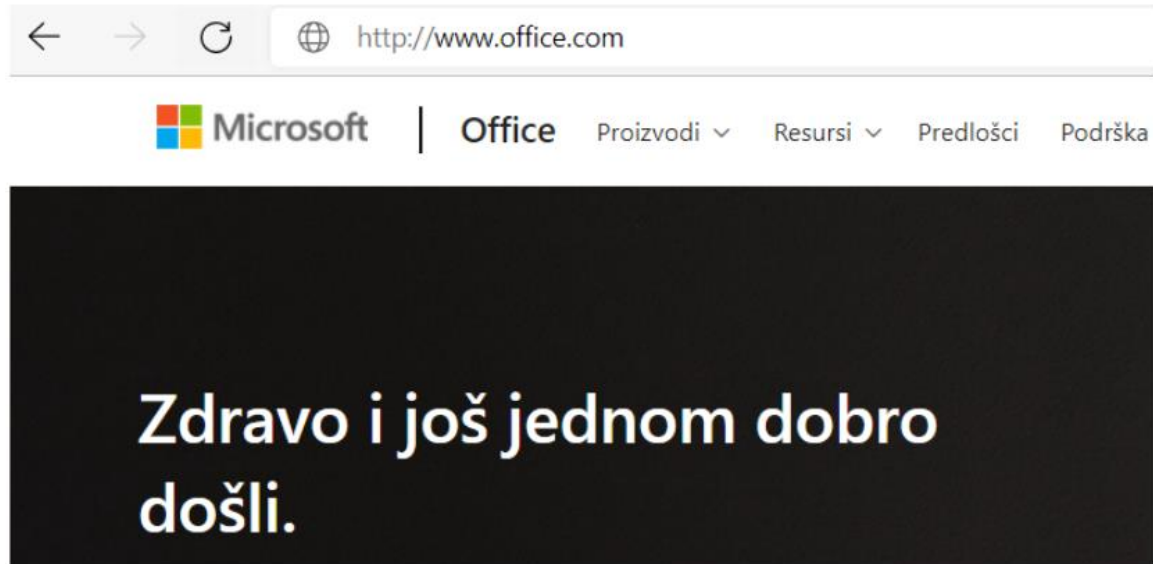 http://www.office.com
Microsoft | Office Proizvodi Resursi Predlošci Podrška
Zdravo i još jednom dobro
došli.